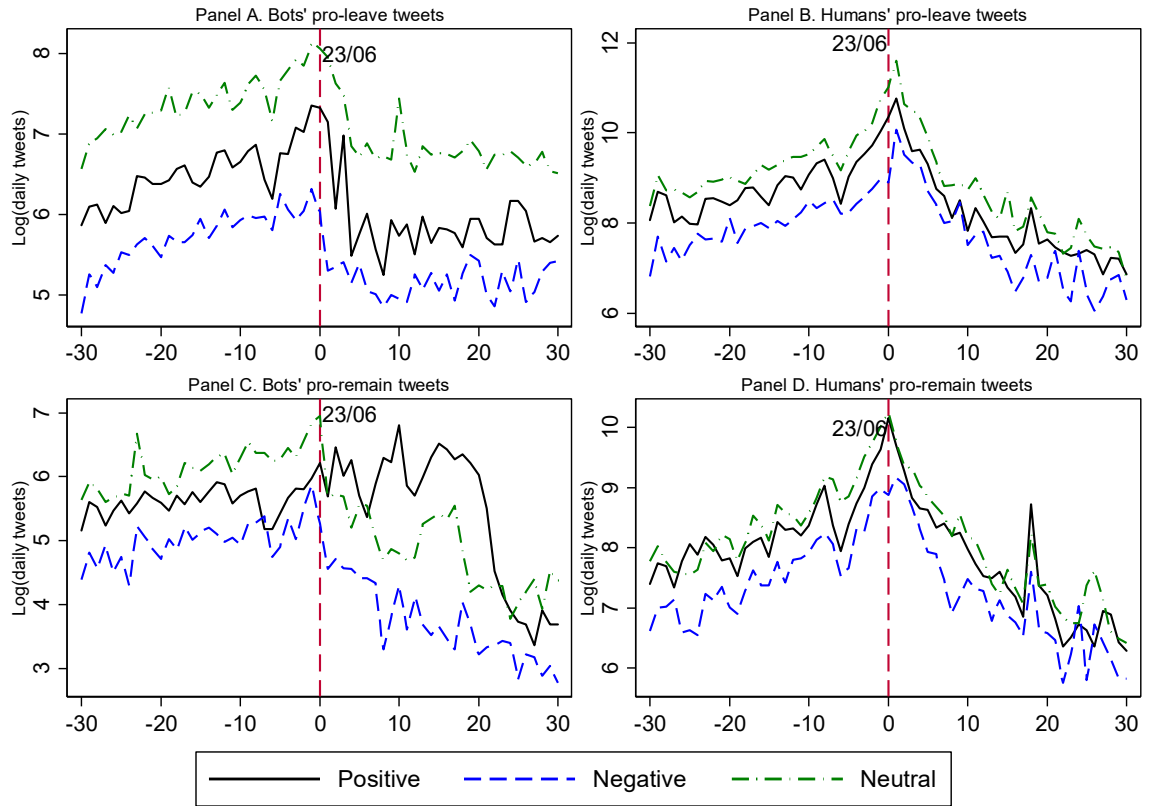 Panel A. Bots' pro-leave tweets
Log(daily tweets)
8
7
6
5
23/06
-30 -20 -10 0 10 20 30
Panel B. Humans' pro-leave tweets
Log(daily tweets)
12
10
8
6
23/06
-30 -20 -10 0 10 20 30
Panel C. Bots' pro-remain tweets
Log(daily tweets)
7
6
5
4
3
23/06
-30 -20 -10 0 10 20 30
Panel D. Humans' pro-remain tweets
Log(daily tweets)
10
9
8
7
6
23/06
-30 -20 -10 0 10 20 30
Positive Negative Neutral